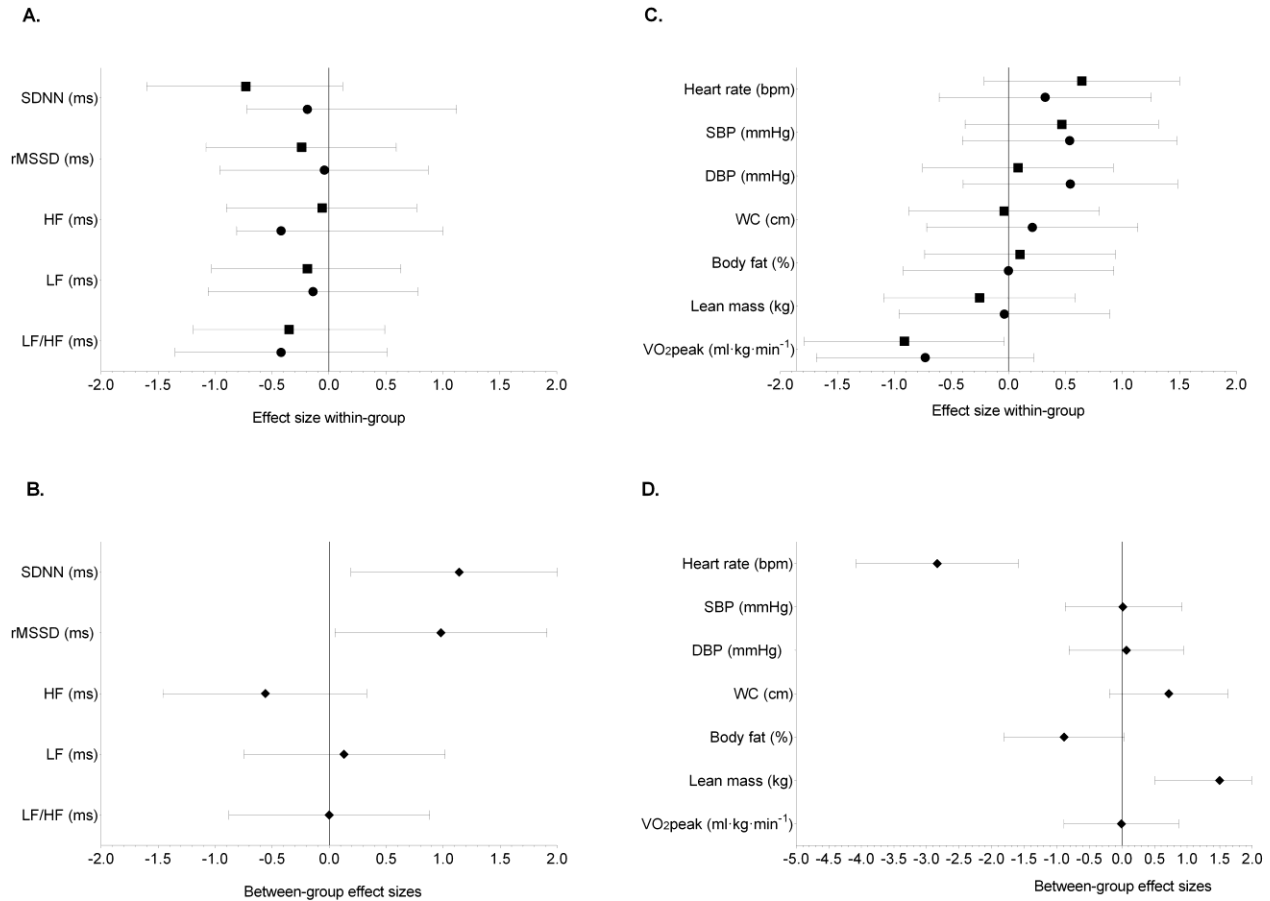 A.
SDNN (ms)
rMSSD (ms)
HF (ms)
LF (ms)
LF/HF (ms)
-2.0 -1.5 -1.0 -0.5 0.0 0.5 1.0 1.5 2.0
Effect size within-group
B.
SDNN (ms)
rMSSD (ms)
HF (ms)
LF (ms)
LF/HF (ms)
-2.0 -1.5 -1.0 -0.5 0.0 0.5 1.0 1.5 2.0
Between-group effect sizes
C.
Heart rate (bpm)
SBP (mmHg)
DBP (mmHg)
WC (cm)
Body fat (%)
Lean mass (kg)
VO₂peak (ml·kg·min⁻¹)
-2.0 -1.5 -1.0 -0.5 0.0 0.5 1.0 1.5 2.0
Effect size within-group
D.
Heart rate (bpm)
SBP (mmHg)
DBP (mmHg)
WC (cm)
Body fat (%)
Lean mass (kg)
VO₂peak (ml·kg·min⁻¹)
-5.0 -4.5 -4.0 -3.5 -3.0 -2.5 -2.0 -1.5 -1.0 -0.5 0.0 0.5 1.0 1.5 2.0
Between-group effect sizes